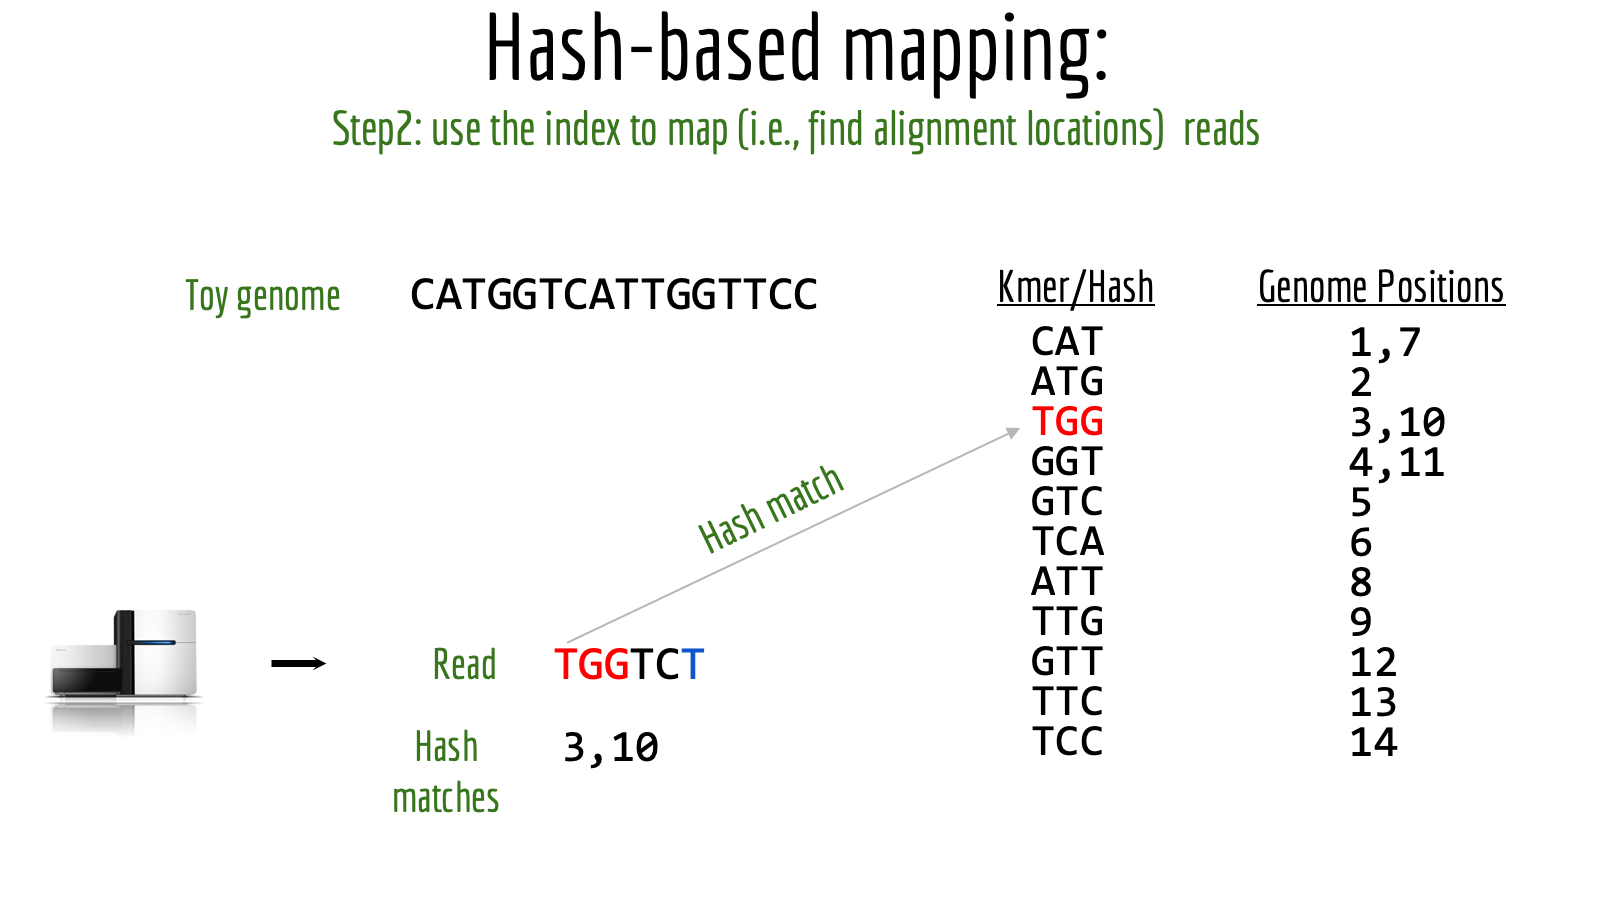 Hash-based mapping:
Step2: use the index to map (i.e., find alignment locations) reads
Toy genome CATGGTCATTGGTTCC
Kmer/Hash Genome Positions
CAT 1,7
ATG 2
TGG 3,10
GGT 4,11
GTC 5
TCA 6
ATT 8
TTG 9
GTT 12
TTC 13
TCC 14
Hash match
Read TGGTCT
Hash 3,10
matches